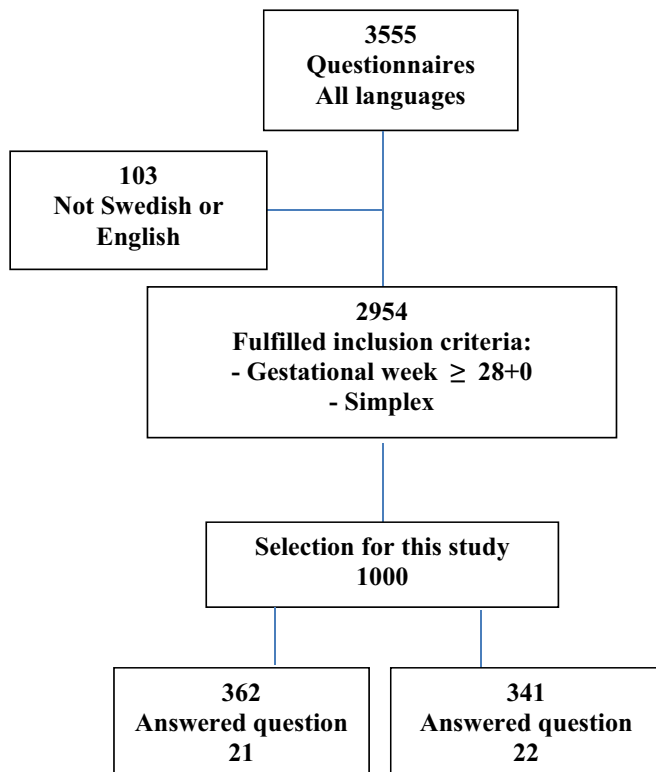 3555
Questionnaires
All languages
103
Not Swedish or
English
2954
Fulfilled inclusion criteria:
- Gestational week ≥ 28+0
- Simplex
Selection for this study
1000
362
Answered question
21
341
Answered question
22